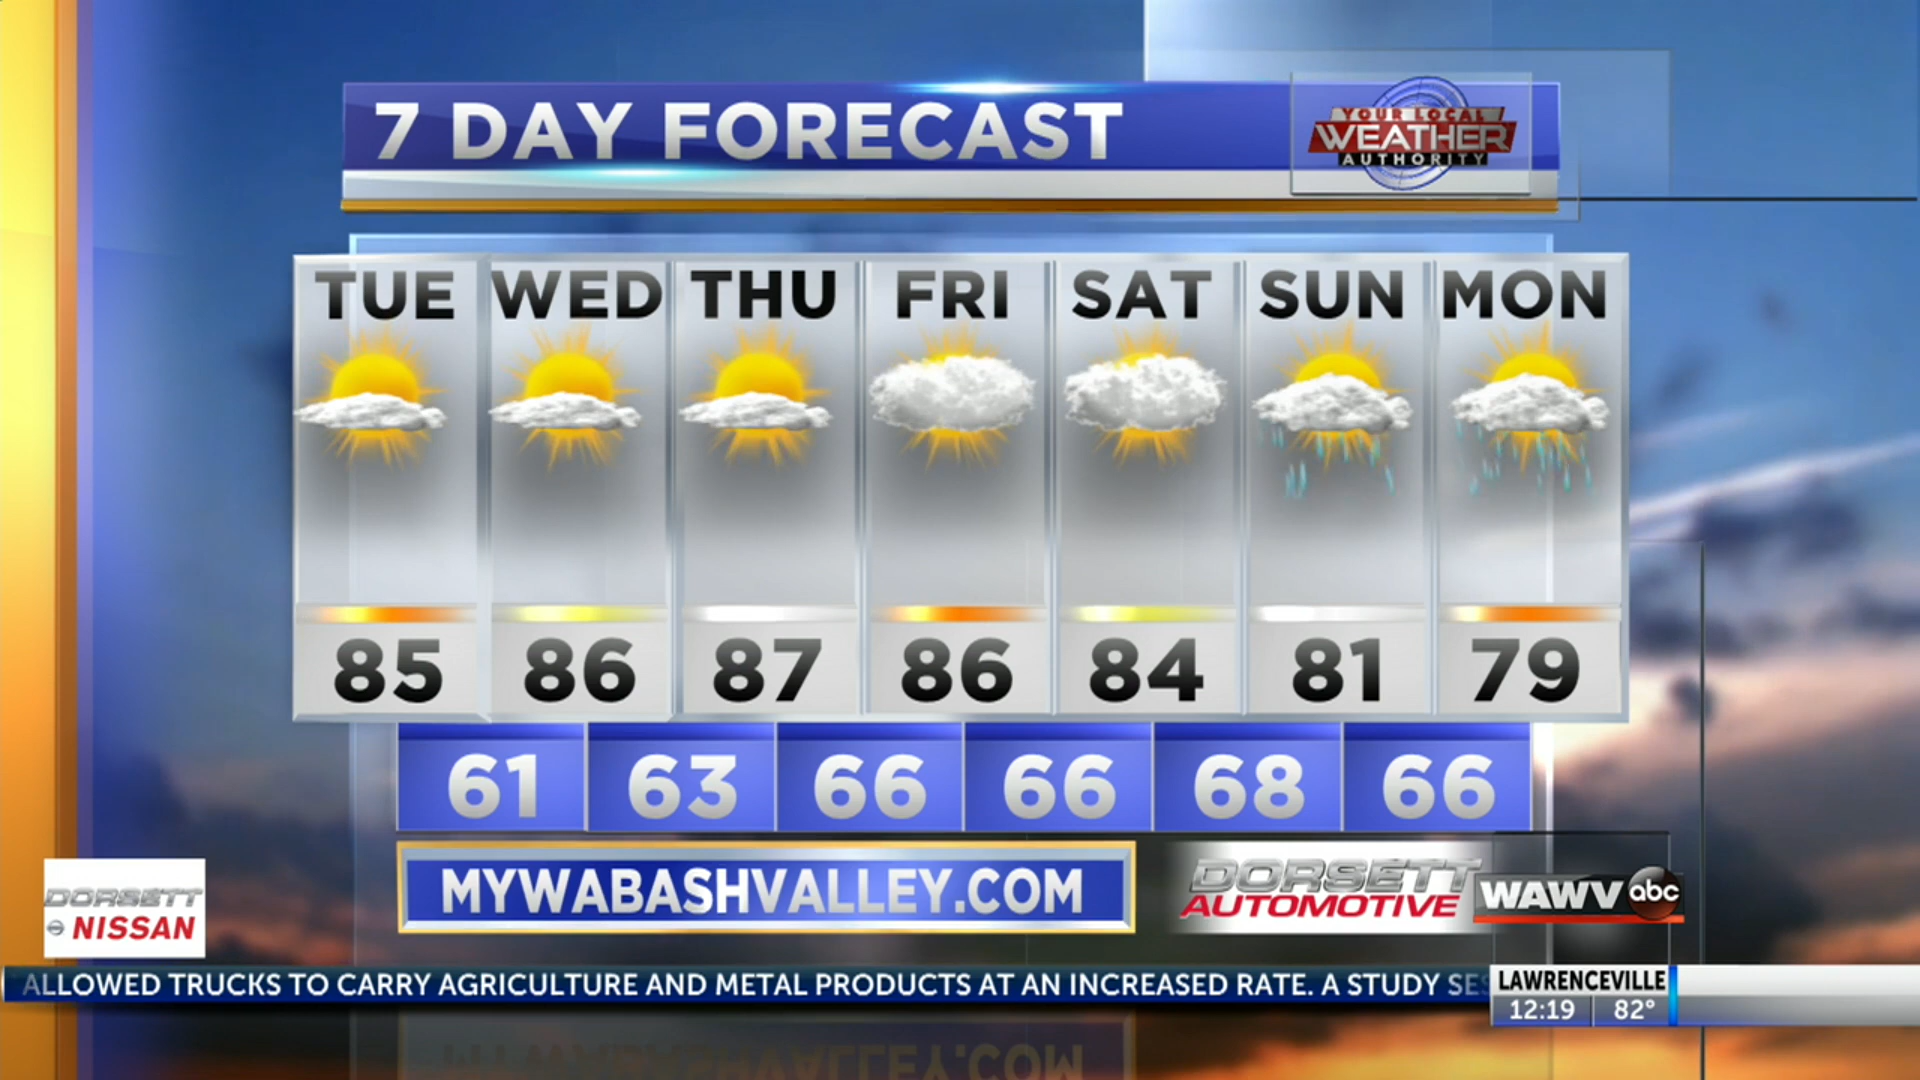 7 DAY FORECAST
YOUR LOCAL
WEATHER
AUTHORITY
TUE WED THU FRI SAT SUN MON
85 86 87 86 84 81 79
61 63 66 66 68 66
MYWABASHVALLEY.COM
DORSETT
AUTOMOTIVE
WAWV abc
DORSETT
NISSAN
ALLOWED TRUCKS TO CARRY AGRICULTURE AND METAL PRODUCTS AT AN INCREASED RATE. A STUDY SES
LAWRENCEVILLE
12:19 82°